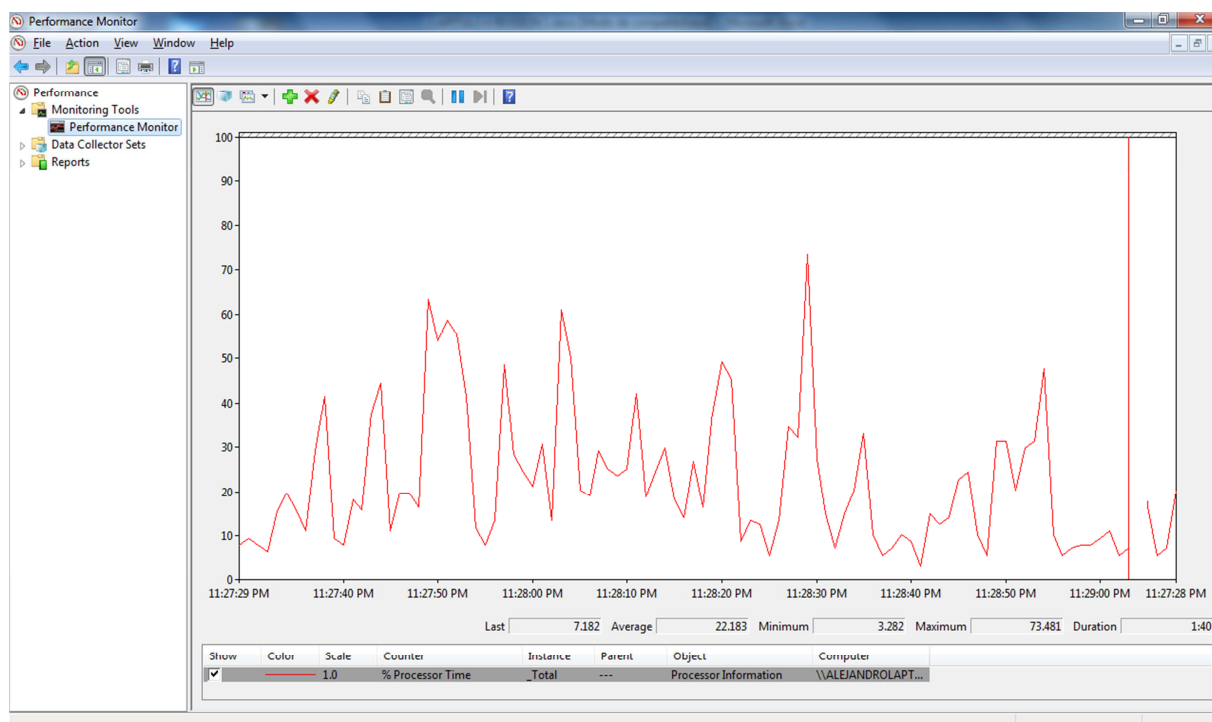 Performance Monitor
File Action View Window Help
Performance
Monitoring Tools
Performance Monitor
Data Collector Sets
Reports
100
90
80
70
60
50
40
30
20
10
0
11:27:29 PM 11:27:40 PM 11:27:50 PM 11:28:00 PM 11:28:10 PM 11:28:20 PM 11:28:30 PM 11:28:40 PM 11:28:50 PM 11:29:00 PM 11:27:28 PM
Last 7.182 Average 22.183 Minimum 3.282 Maximum 73.481 Duration 1:40
Show Color Scale Counter Instance Parent Object Computer
1.0 % Processor Time _Total --- Processor Information \\ALEJANDROLAPT...